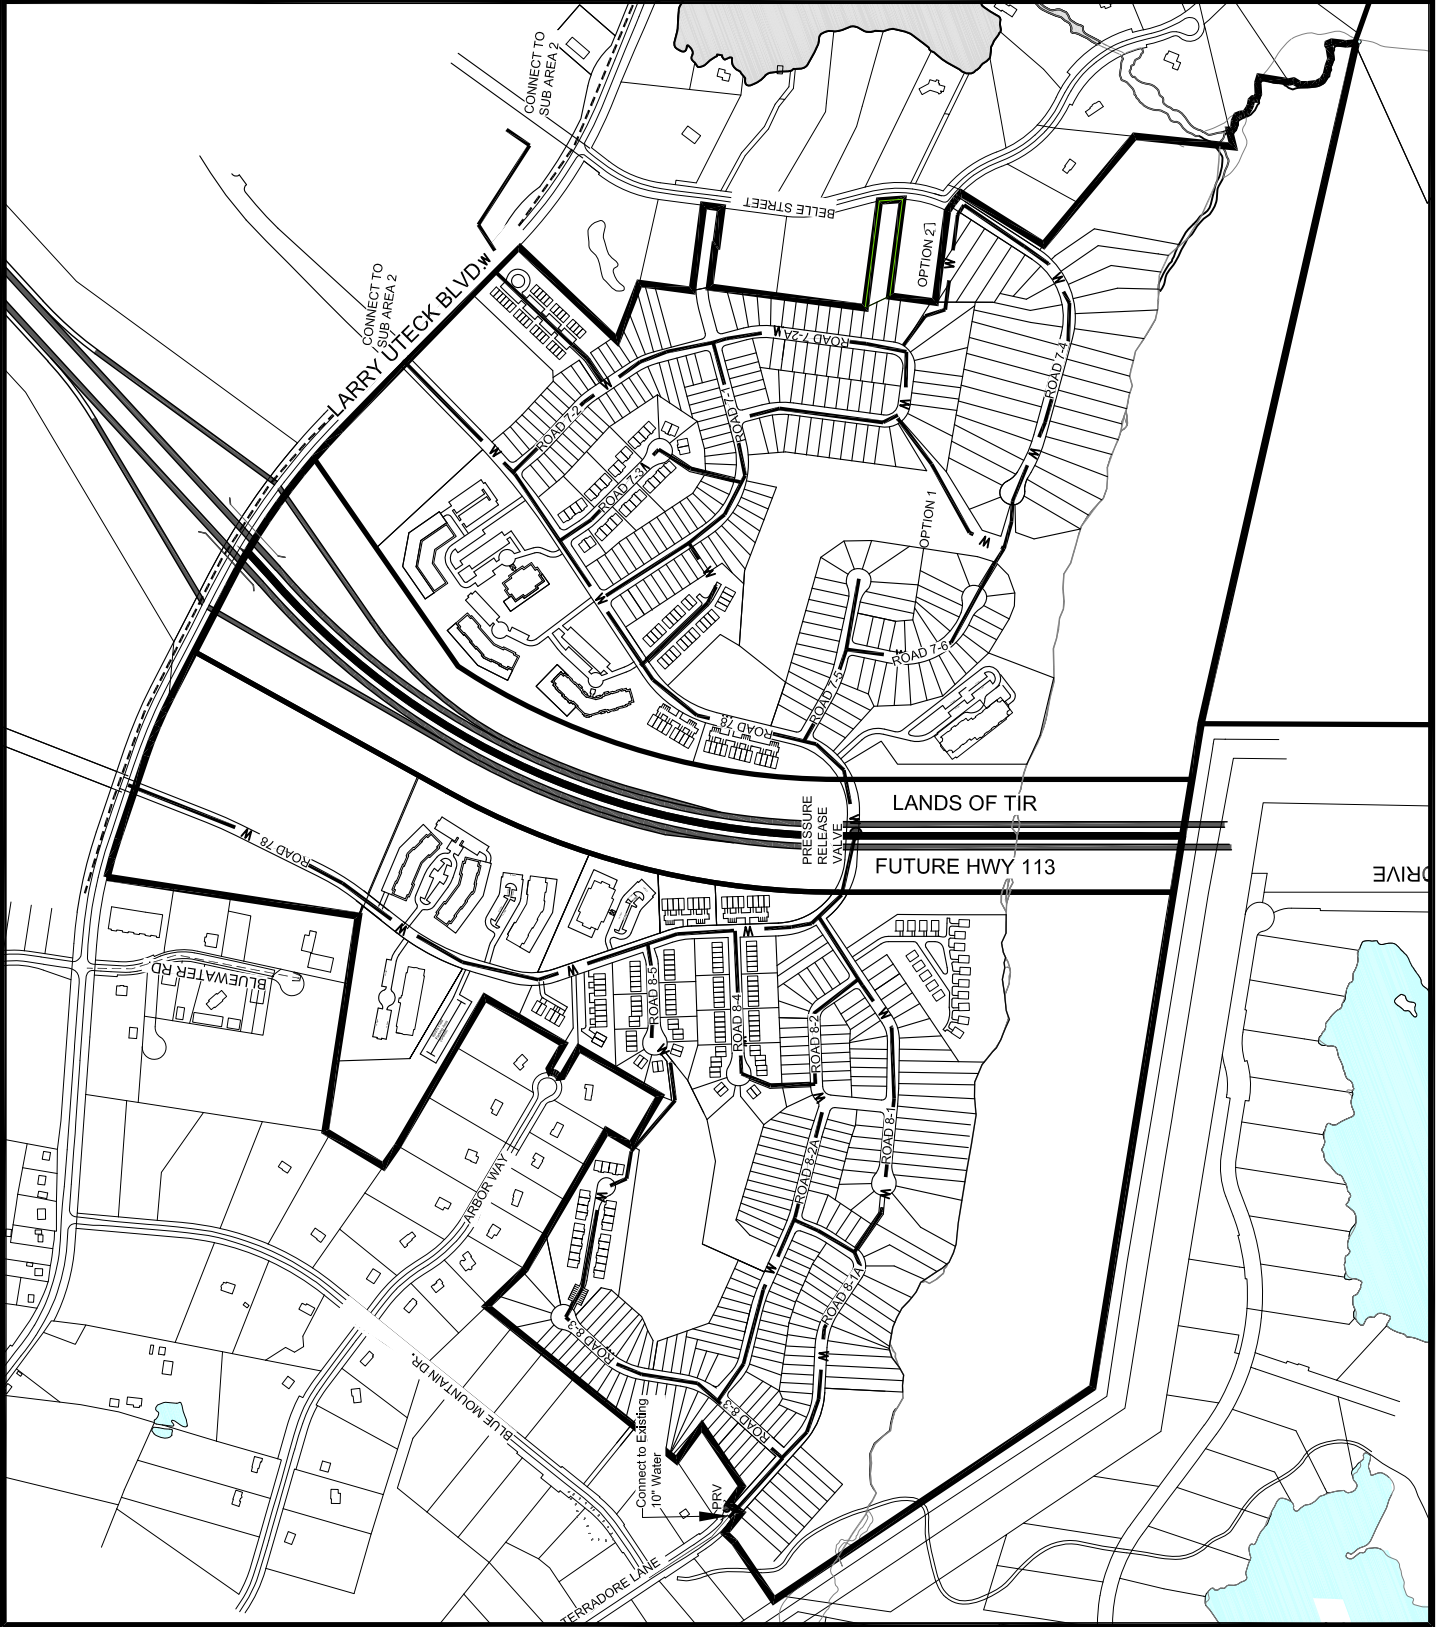 CONNECT TO
SUB AREA 2
CONNECT TO
SUB AREA 2
LARRY UTECK BLVD.
W
BELLE STREET
OPTION 2
W
W
W
ROAD 7-2A
W
ROAD 7-2
ROAD 7-1
ROAD 7-1
W
W
W
ROAD 7-3
OPTION 1
W
W
W
ROAD 7-6
ROAD 7-5
ROAD 78
LANDS OF TIR
PRESSURE
RELEASE
VALVE
FUTURE HWY 113
DRIVE
ROAD 78
W
W
W
W
BLUEWATER RD
ROAD 8-5
W
ROAD 8-4
ROAD 8-2
W
W
ROAD 8-1
ROAD 8-2A
W
W
ARBOR WAY
W
ROAD 8-1A
W
ROAD 8-3
ROAD 8-3
BLUE MOUNTAIN DR.
Connect to Existing
10" Water
PRV
TERRADORE LANE